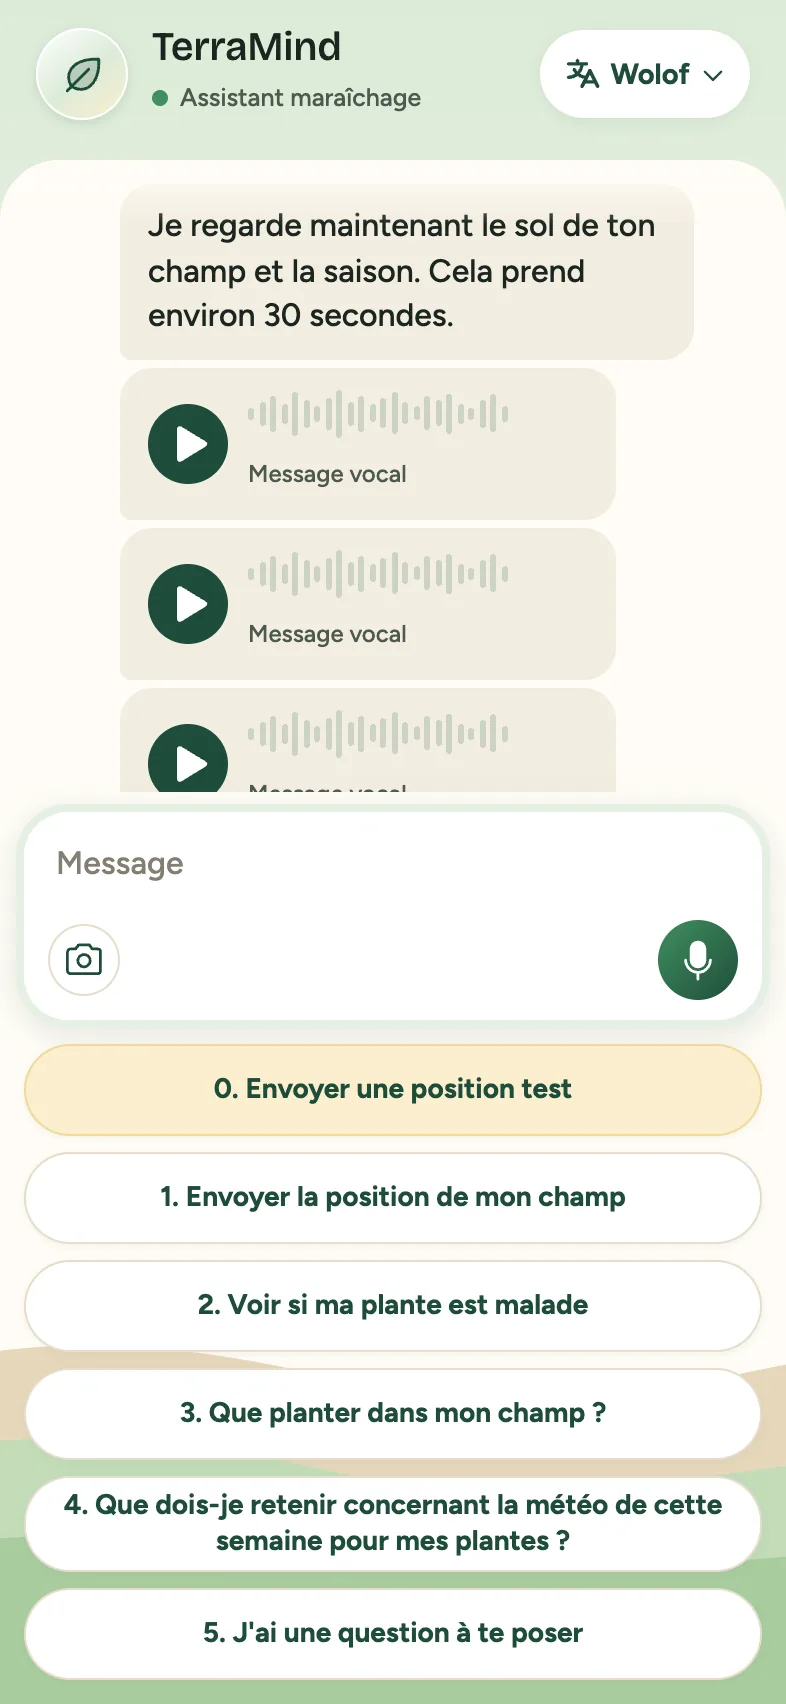 TerraMind
Assistant maraîchage
Wolof
Je regarde maintenant le sol de ton
champ et la saison. Cela prend
environ 30 secondes.
Message vocal
Message vocal
Message vocal
Message
0. Envoyer une position test
1. Envoyer la position de mon champ
2. Voir si ma plante est malade
3. Que planter dans mon champ ?
4. Que dois-je retenir concernant la météo de cette
semaine pour mes plantes ?
5. J'ai une question à te poser